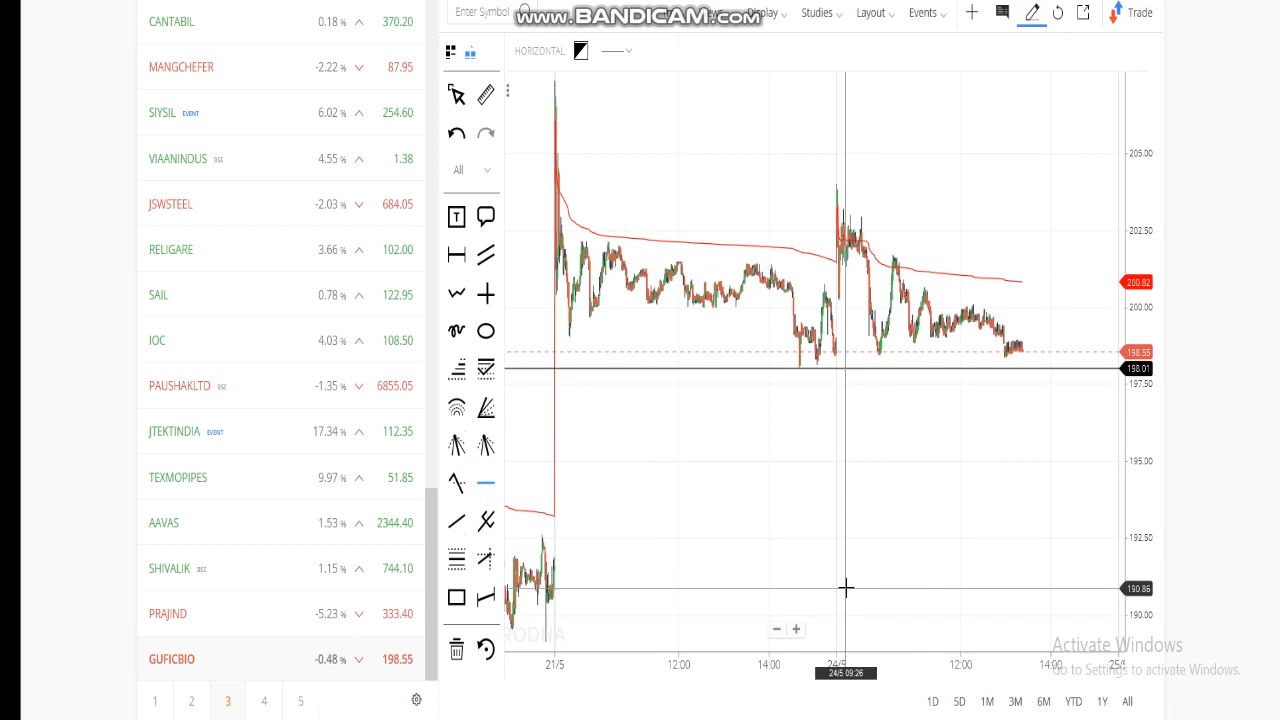 www.BANDICAM.com
CANTABIL 0.18 % 370.20
MANGCHEFER -2.22 % 87.95
SIYSIL EVENT 6.02 % 254.60
VIAANINDUS BSE 4.55 % 1.38
JSWSTEEL -2.03 % 684.05
RELIGARE 3.66 % 102.00
SAIL 0.78 % 122.95
IOC 4.03 % 108.50
PAUSHAKLTD BSE -1.35 % 6855.05
JTEKTINDIA EVENT 17.34 % 112.35
TEXMOPIPES 9.97 % 51.85
AAVAS 1.53 % 2344.40
SHIVALIK BSE 1.15 % 744.10
PRAJIND -5.23 % 333.40
GUFICBIO -0.48 % 198.55
1 2 3 4 5
Enter Symbol Display Studies Layout Events Trade
HORIZONTAL
All
T
205.00
202.50
200.82
200.00
198.55
198.01
197.50
195.00
192.50
190.86
190.00
RODHA
21/5 12:00 14:00 24/5 12:00 14:00
24/5 09:26
Activate Windows
Go to Settings to activate Windows.
1D 5D 1M 3M 6M YTD 1Y All